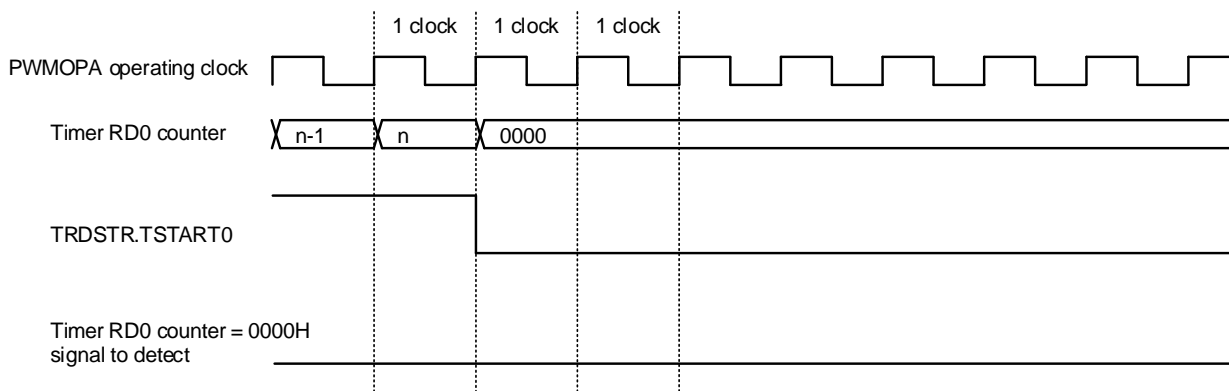 1 clock 1 clock 1 clock
PWMOPA operating clock
Timer RD0 counter n-1 n 0000
TRDSTR.TSTART0
Timer RD0 counter = 0000H
signal to detect